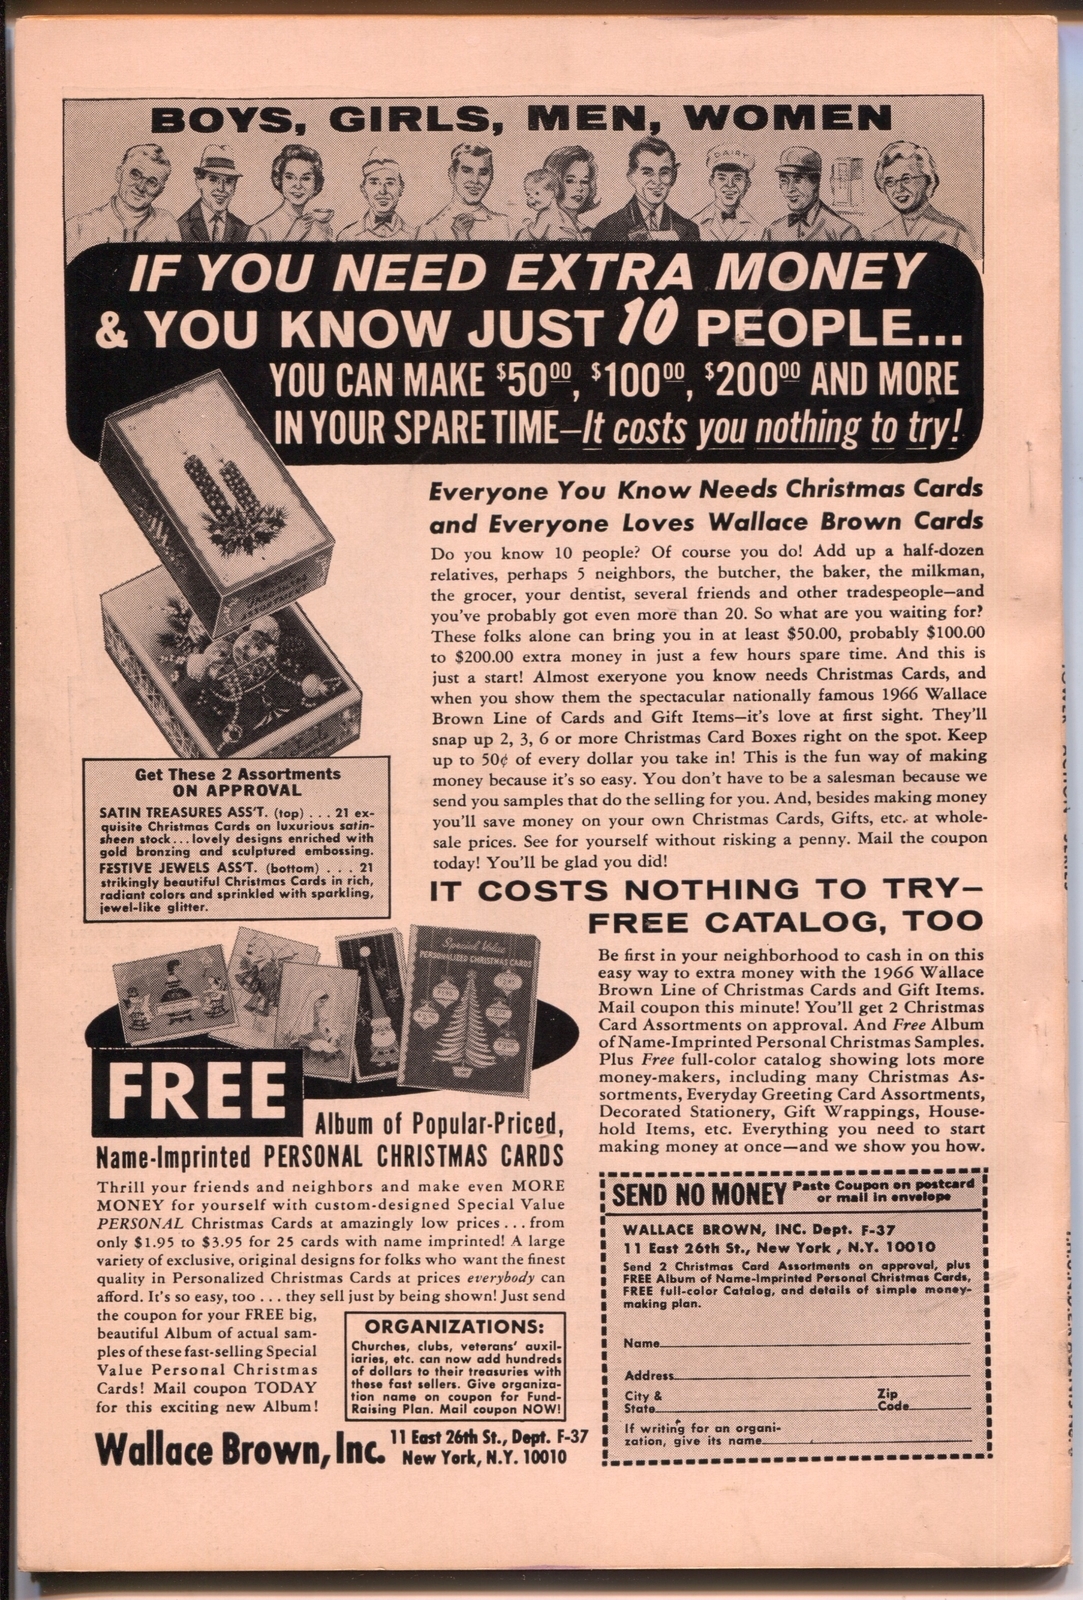 BOYS, GIRLS, MEN, WOMEN
DAIRY
IF YOU NEED EXTRA MONEY
& YOU KNOW JUST 10 PEOPLE...
YOU CAN MAKE $5000, $10000, $20000 AND MORE
IN YOUR SPARE TIME—It costs you nothing to try!
Everyone You Know Needs Christmas Cards
and Everyone Loves Wallace Brown Cards
Do you know 10 people? Of course you do! Add up a half-dozen
relatives, perhaps 5 neighbors, the butcher, the baker, the milkman,
the grocer, your dentist, several friends and other tradespeople—and
you've probably got even more than 20. So what are you waiting for?
These folks alone can bring you in at least $50.00, probably $100.00
to $200.00 extra money in just a few hours spare time. And this is
just a start! Almost exeryone you know needs Christmas Cards, and
when you show them the spectacular nationally famous 1966 Wallace
Brown Line of Cards and Gift Items—it's love at first sight. They'll
snap up 2, 3, 6 or more Christmas Card Boxes right on the spot. Keep
up to 50¢ of every dollar you take in! This is the fun way of making
money because it's so easy. You don't have to be a salesman because we
send you samples that do the selling for you. And, besides making money
you'll save money on your own Christmas Cards, Gifts, etc. at whole-
sale prices. See for yourself without risking a penny. Mail the coupon
today! You'll be glad you did!
Get These 2 Assortments
ON APPROVAL
SATIN TREASURES ASS'T. (top) . . . 21 ex-
quisite Christmas Cards on luxurious satin-
sheen stock...lovely designs enriched with
gold bronzing and sculptured embossing.
FESTIVE JEWELS ASS'T. (bottom) . . . 21
strikingly beautiful Christmas Cards in rich,
radiant colors and sprinkled with sparkling,
jewel-like glitter.
IT COSTS NOTHING TO TRY—
FREE CATALOG, TOO
Be first in your neighborhood to cash in on this
easy way to extra money with the 1966 Wallace
Brown Line of Christmas Cards and Gift Items.
Mail coupon this minute! You'll get 2 Christmas
Card Assortments on approval. And Free Album
of Name-Imprinted Personal Christmas Samples.
Plus Free full-color catalog showing lots more
money-makers, including many Christmas As-
sortments, Everyday Greeting Card Assortments,
Decorated Stationery, Gift Wrappings, House-
hold Items, etc. Everything you need to start
making money at once—and we show you how.
Special Value
PERSONALIZED CHRISTMAS CARDS
FREE
Album of Popular-Priced,
Name-Imprinted PERSONAL CHRISTMAS CARDS
Thrill your friends and neighbors and make even MORE
MONEY for yourself with custom-designed Special Value
PERSONAL Christmas Cards at amazingly low prices...from
only $1.95 to $3.95 for 25 cards with name imprinted! A large
variety of exclusive, original designs for folks who want the finest
quality in Personalized Christmas Cards at prices everybody can
afford. It's so easy, too . . . they sell just by being shown! Just send
the coupon for your FREE big,
beautiful Album of actual sam-
ples of these fast-selling Special
Value Personal Christmas
Cards! Mail coupon TODAY
for this exciting new Album!
ORGANIZATIONS:
Churches, clubs, veterans' auxil-
iaries, etc. can now add hundreds
of dollars to their treasuries with
these fast sellers. Give organiza-
tion name on coupon for Fund-
Raising Plan. Mail coupon NOW!
Wallace Brown, Inc. 11 East 26th St., Dept. F-37
New York, N.Y. 10010
SEND NO MONEY Paste Coupon on postcard
or mail in envelope
WALLACE BROWN, INC. Dept. F-37
11 East 26th St., New York , N.Y. 10010
Send 2 Christmas Card Assortments on approval, plus
FREE Album of Name-Imprinted Personal Christmas Cards,
FREE full-color Catalog, and details of simple money-
making plan.
Name
Address
City & Zip
State Code
If writing for an organi-
zation, give its name